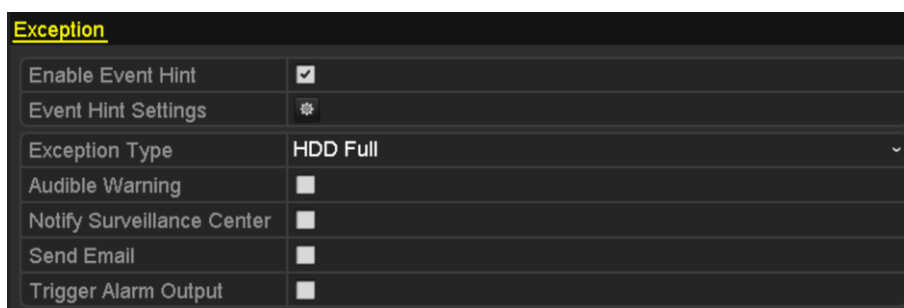 Exception
Enable Event Hint
Event Hint Settings
Exception Type HDD Full
Audible Warning
Notify Surveillance Center
Send Email
Trigger Alarm Output